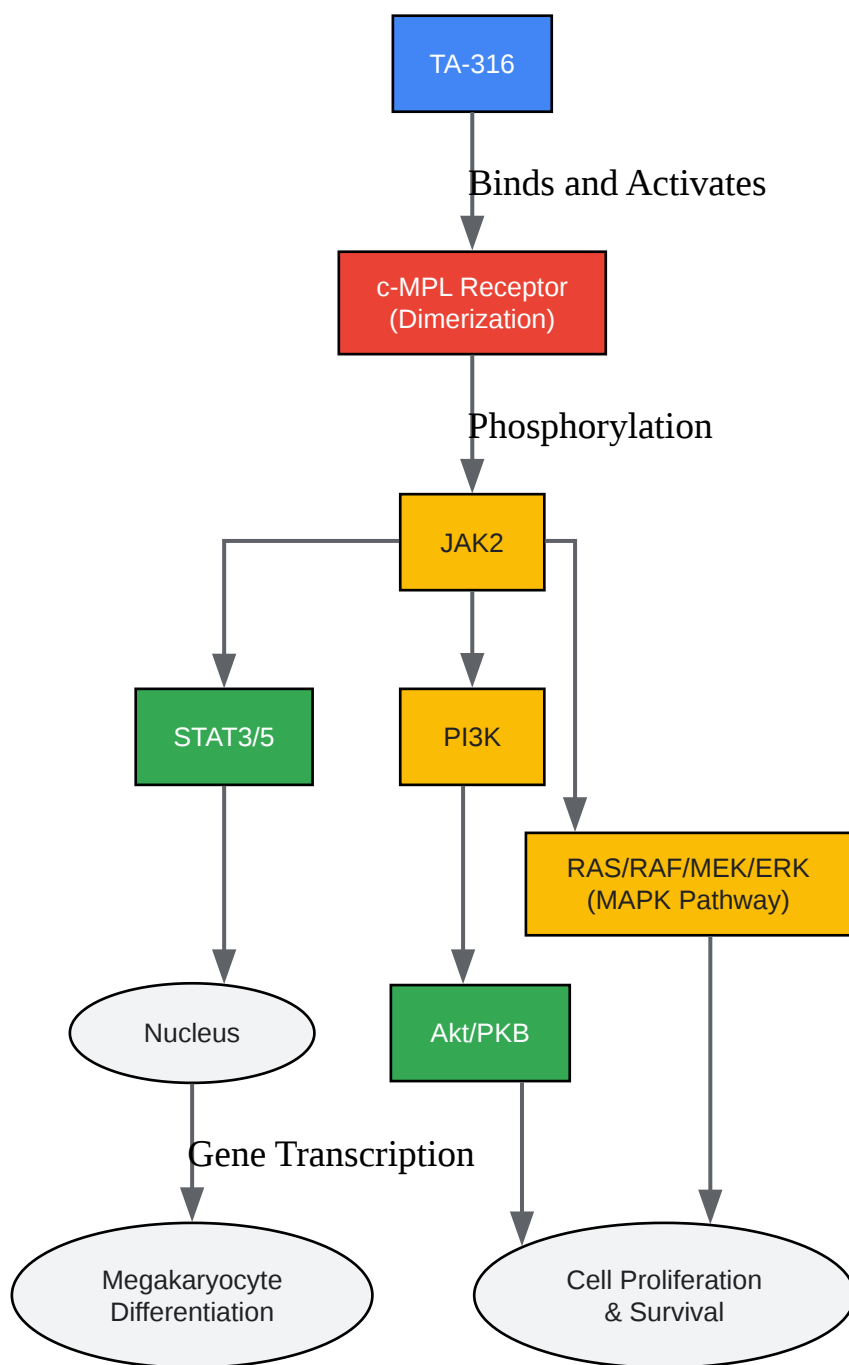 TA-316
Binds and Activates
c-MPL Receptor
(Dimerization)
Phosphorylation
JAK2
STAT3/5
PI3K
RAS/RAF/MEK/ERK
(MAPK Pathway)
Nucleus
Akt/PKB
Gene Transcription
Megakaryocyte
Differentiation
Cell Proliferation
& Survival